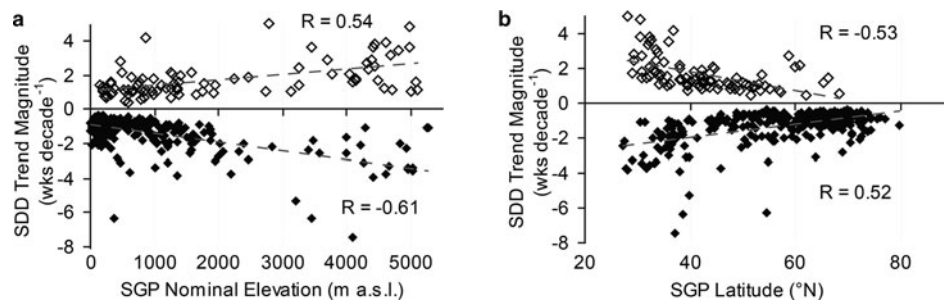 a
R = 0.54
SDD Trend Magnitude
(wks decade⁻¹)
4
2
0
-2
-4
-6
-8
R = -0.61
0 1000 2000 3000 4000 5000
SGP Nominal Elevation (m a.s.l.)
b
R = -0.53
SDD Trend Magnitude
(wks decade⁻¹)
4
2
0
-2
-4
-6
-8
R = 0.52
20 40 60 80
SGP Latitude (°N)